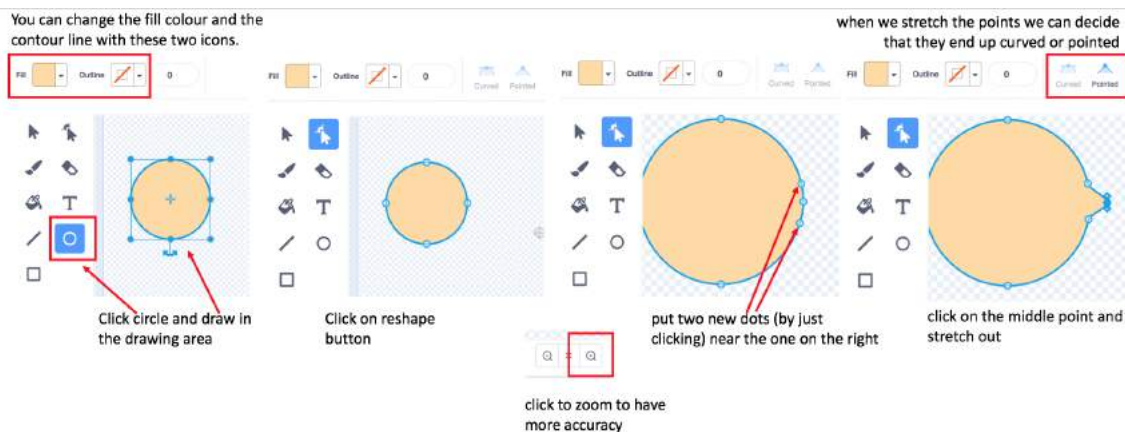 You can change the fill colour and the
contour line with these two icons.
when we stretch the points we can decide
that they end up curved or pointed
Fill Outline 0
Fill Outline 0 Curved Pointed
Fill Outline 0 Curved Pointed
Fill Outline 0 Curved Pointed
T
T
T
T
Click circle and draw in
the drawing area
Click on reshape
button
put two new dots (by just
clicking) near the one on the right
click on the middle point and
stretch out
=
click to zoom to have
more accuracy